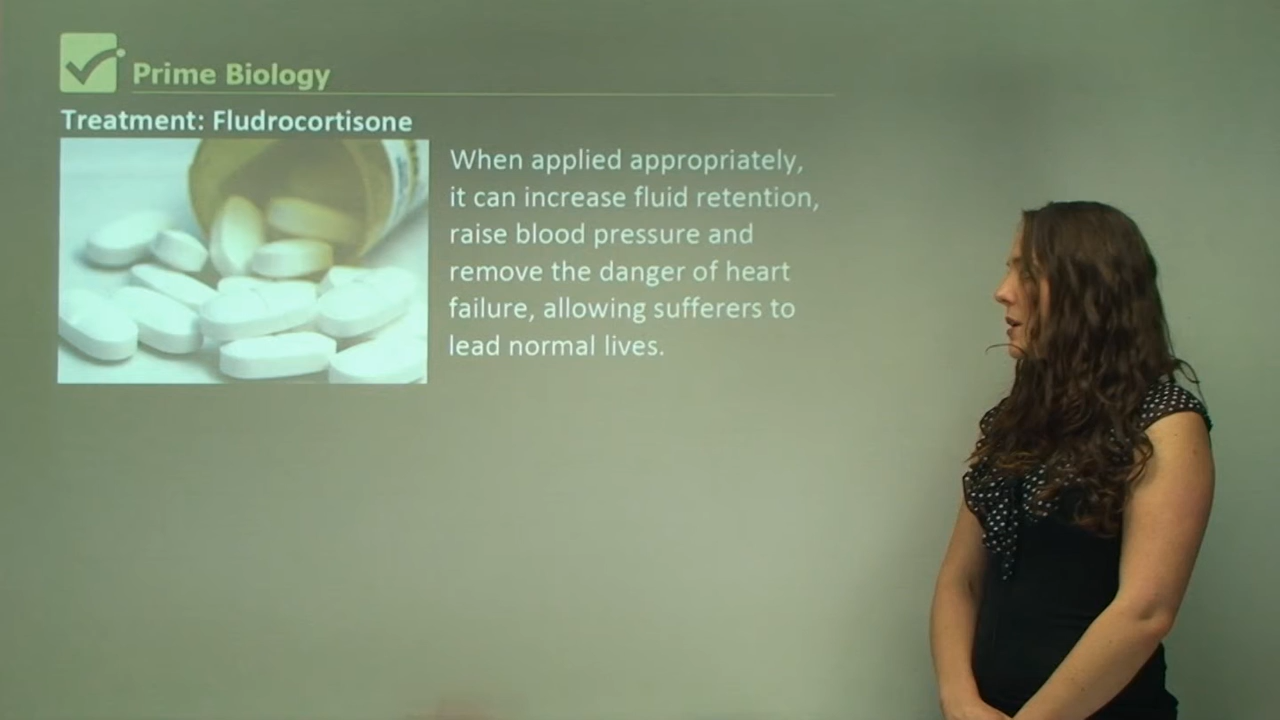 Prime Biology
Treatment: Fludrocortisone
When applied appropriately,
it can increase fluid retention,
raise blood pressure and
remove the danger of heart
failure, allowing sufferers to
lead normal lives.